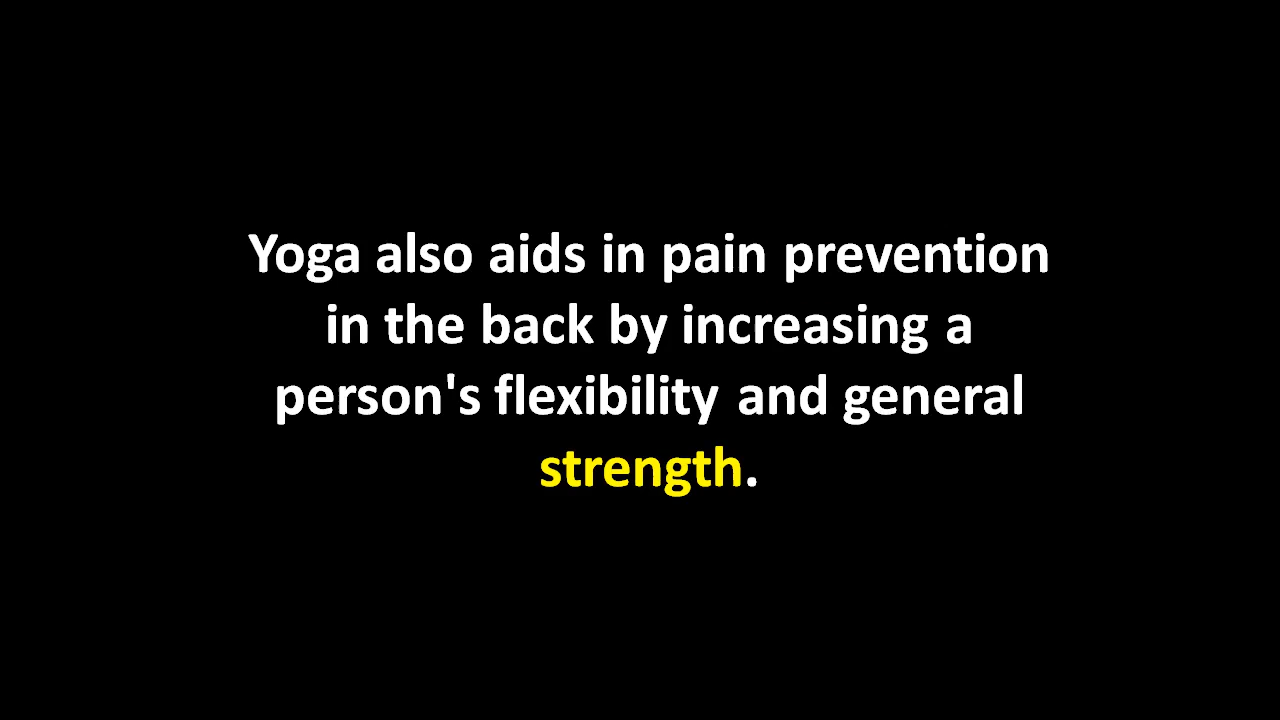 Yoga also aids in pain prevention
in the back by increasing a
person's flexibility and general
strength.